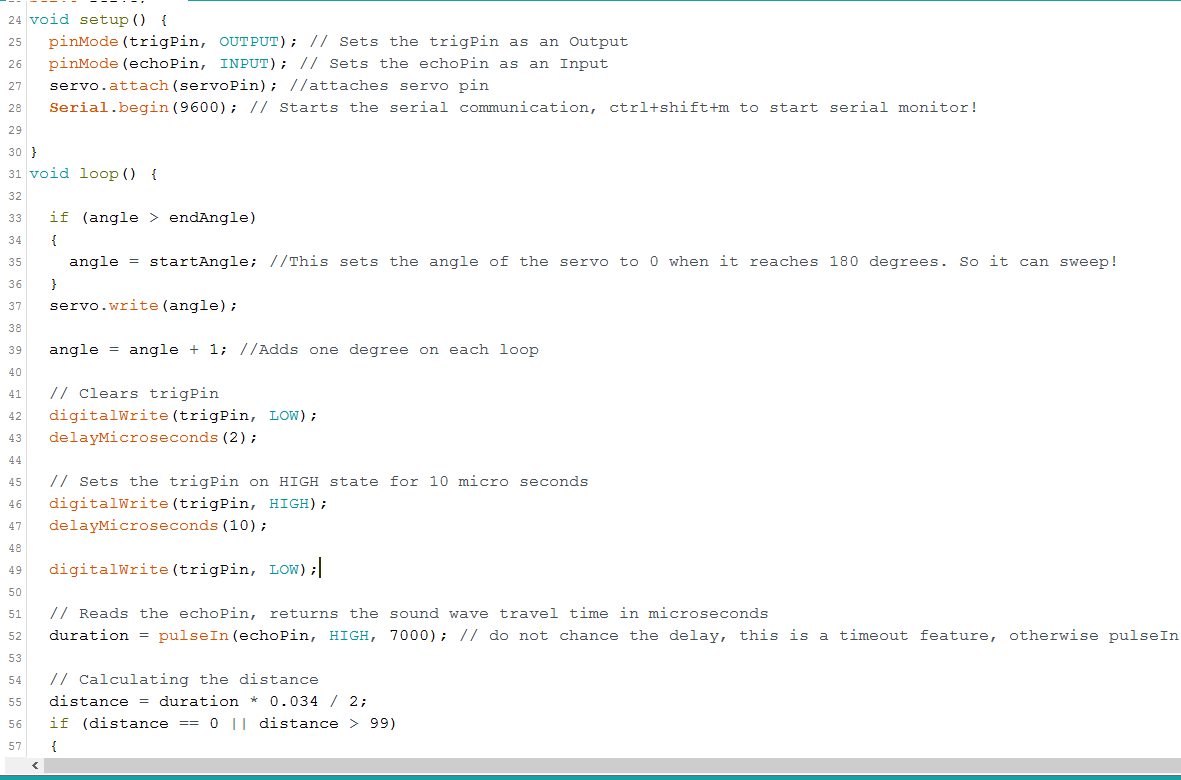 24 void setup() {
25 pinMode(trigPin, OUTPUT); // Sets the trigPin as an Output
26 pinMode(echoPin, INPUT); // Sets the echoPin as an Input
27 servo.attach(servoPin); //attaches servo pin
28 Serial.begin(9600); // Starts the serial communication, ctrl+shift+m to start serial monitor!
29
30 }
31 void loop() {
32
33 if (angle > endAngle)
34 {
35 angle = startAngle; //This sets the angle of the servo to 0 when it reaches 180 degrees. So it can sweep!
36 }
37 servo.write(angle);
38
39 angle = angle + 1; //Adds one degree on each loop
40
41 // Clears trigPin
42 digitalWrite(trigPin, LOW);
43 delayMicroseconds(2);
44
45 // Sets the trigPin on HIGH state for 10 micro seconds
46 digitalWrite(trigPin, HIGH);
47 delayMicroseconds(10);
48
49 digitalWrite(trigPin, LOW);
50
51 // Reads the echoPin, returns the sound wave travel time in microseconds
52 duration = pulseIn(echoPin, HIGH, 7000); // do not chance the delay, this is a timeout feature, otherwise pulseIn
53
54 // Calculating the distance
55 distance = duration * 0.034 / 2;
56 if (distance == 0 || distance > 99)
57 {